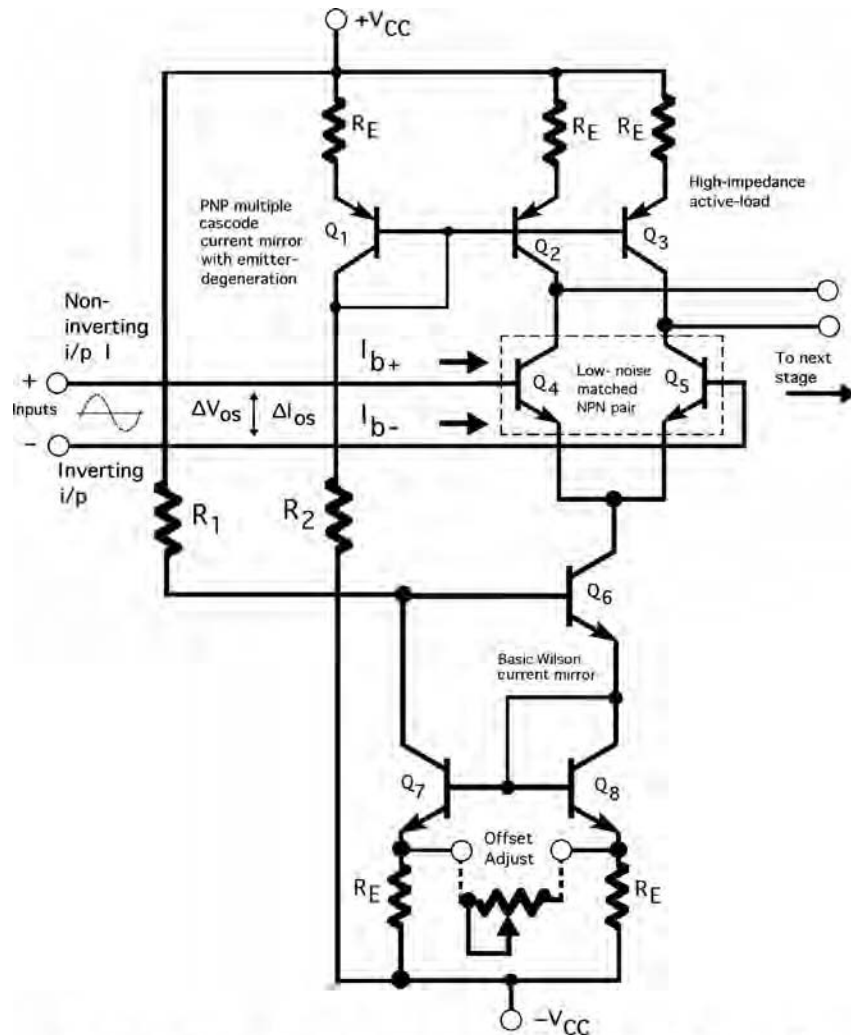 +VCC
RE
RE
RE
PNP multiple
cascode
current mirror
with emitter-
degeneration
Q1
Q2
Q3
High-impedance
active-load
Non-
inverting
i/p I
+
Inputs
-
Inverting
i/p
ΔVos
ΔIos
Ib+
Ib-
Q4
Low- noise
matched
NPN pair
Q5
To next
stage
R1
R2
Q6
Basic Wilson
current mirror
Q7
Q8
Offset
Adjust
RE
RE
-VCC